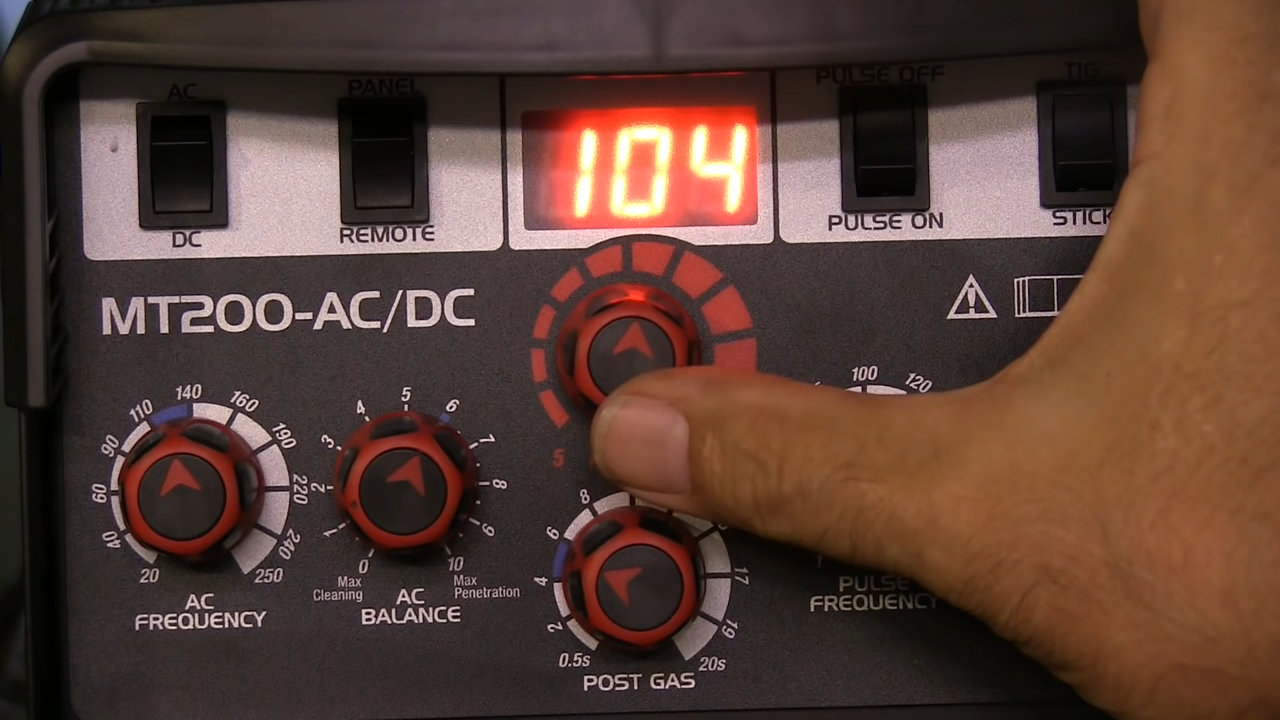 AC
PANEL
PULSE OFF
TIG
104
DC
REMOTE
PULSE ON
STICK
MT200-AC/DC
20
40
60
90
110
140
160
190
220
240
250
AC
FREQUENCY
0
1
2
3
4
5
6
7
8
9
10
Max
Cleaning
Max
Penetration
AC
BALANCE
5
0.5s
2
4
6
8
17
19
20s
POST GAS
100
120
PULSE
FREQUENCY